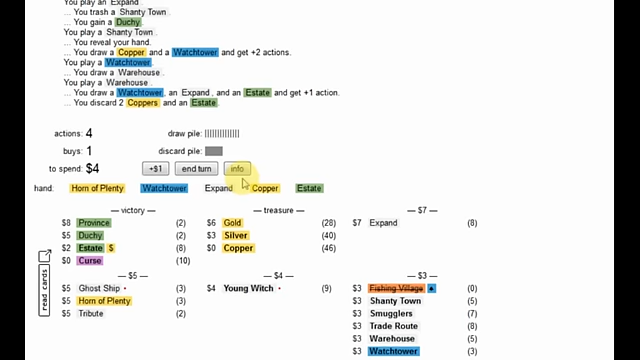 You play an Expand.
... You trash a Shanty Town .
... You gain a Duchy.
You play a Shanty Town .
... You reveal your hand.
... You draw a Copper and a Watchtower and get +2 actions.
You play a Watchtower.
... You draw a Warehouse .
You play a Warehouse .
... You draw a Watchtower, an Expand, and an Estate and get +1 action.
... You discard 2 Coppers and an Estate.
actions: 4 draw pile:
buys: 1 discard pile:
to spend: $4 +$1 end turn info
hand: Horn of Plenty Watchtower Expand Copper Estate
— victory — — treasure — — $7 —
$8 Province (2) $6 Gold (28) $7 Expand (8)
$5 Duchy (2) $3 Silver (40)
$2 Estate $ (8) $0 Copper (46)
$0 Curse (10)
read cards
— $5 — — $4 — — $3 —
$5 Ghost Ship • (3) $4 Young Witch • (9) $3 Fishing Village (0)
$5 Horn of Plenty (3) $3 Shanty Town (5)
$5 Tribute (2) $3 Smugglers (7)
$3 Trade Route (8)
$3 Warehouse (5)
$3 Watchtower (3)